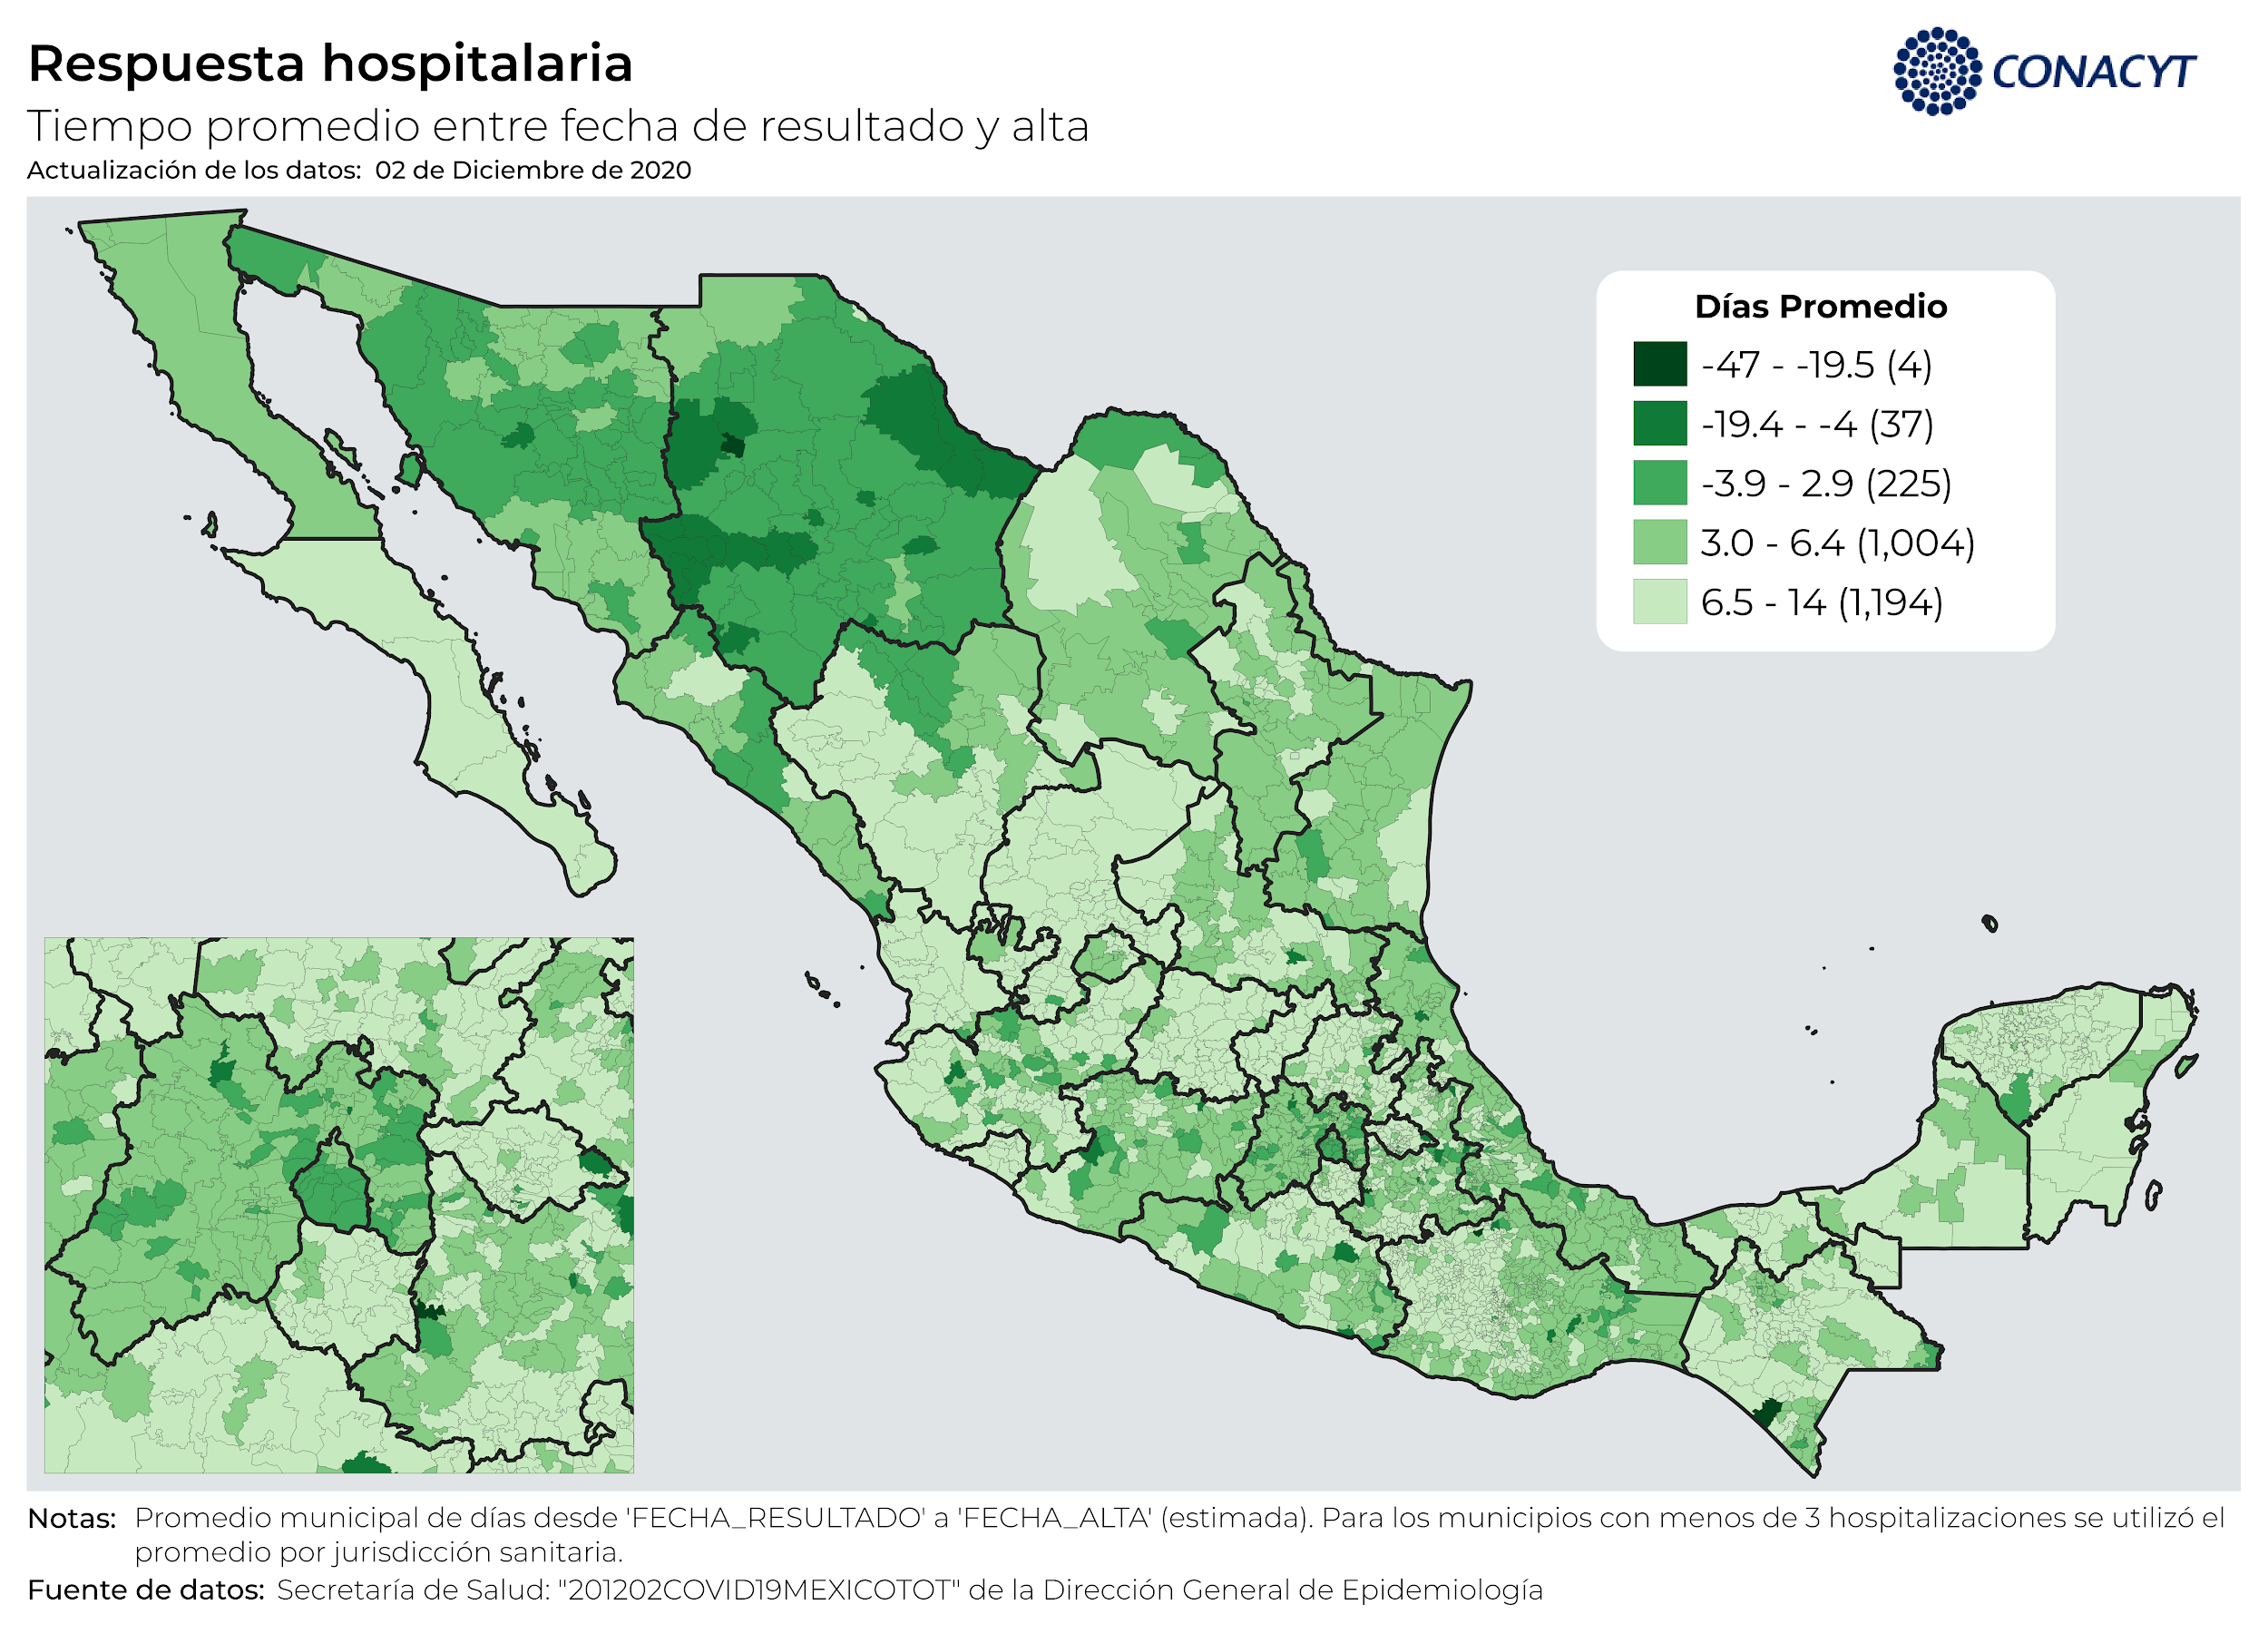 Respuesta hospitalaria
CONACYT
Tiempo promedio entre fecha de resultado y alta
Actualización de los datos: 02 de Diciembre de 2020
Días Promedio
-47 - -19.5 (4)
-19.4 - -4 (37)
-3.9 - 2.9 (225)
3.0 - 6.4 (1,004)
6.5 - 14 (1,194)
Notas: Promedio municipal de días desde 'FECHA_RESULTADO' a 'FECHA_ALTA' (estimada). Para los municipios con menos de 3 hospitalizaciones se utilizó el
promedio por jurisdicción sanitaria.
Fuente de datos: Secretaría de Salud: "201202COVID19MEXICOTOT" de la Dirección General de Epidemiología